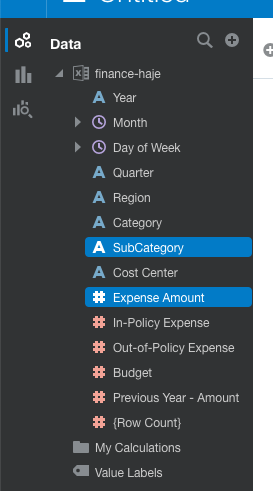 Untitled
Data
finance-haje
A Year
Month
Day of Week
A Quarter
A Region
A Category
A SubCategory
A Cost Center
# Expense Amount
# In-Policy Expense
# Out-of-Policy Expense
# Budget
# Previous Year - Amount
# {Row Count}
My Calculations
Value Labels